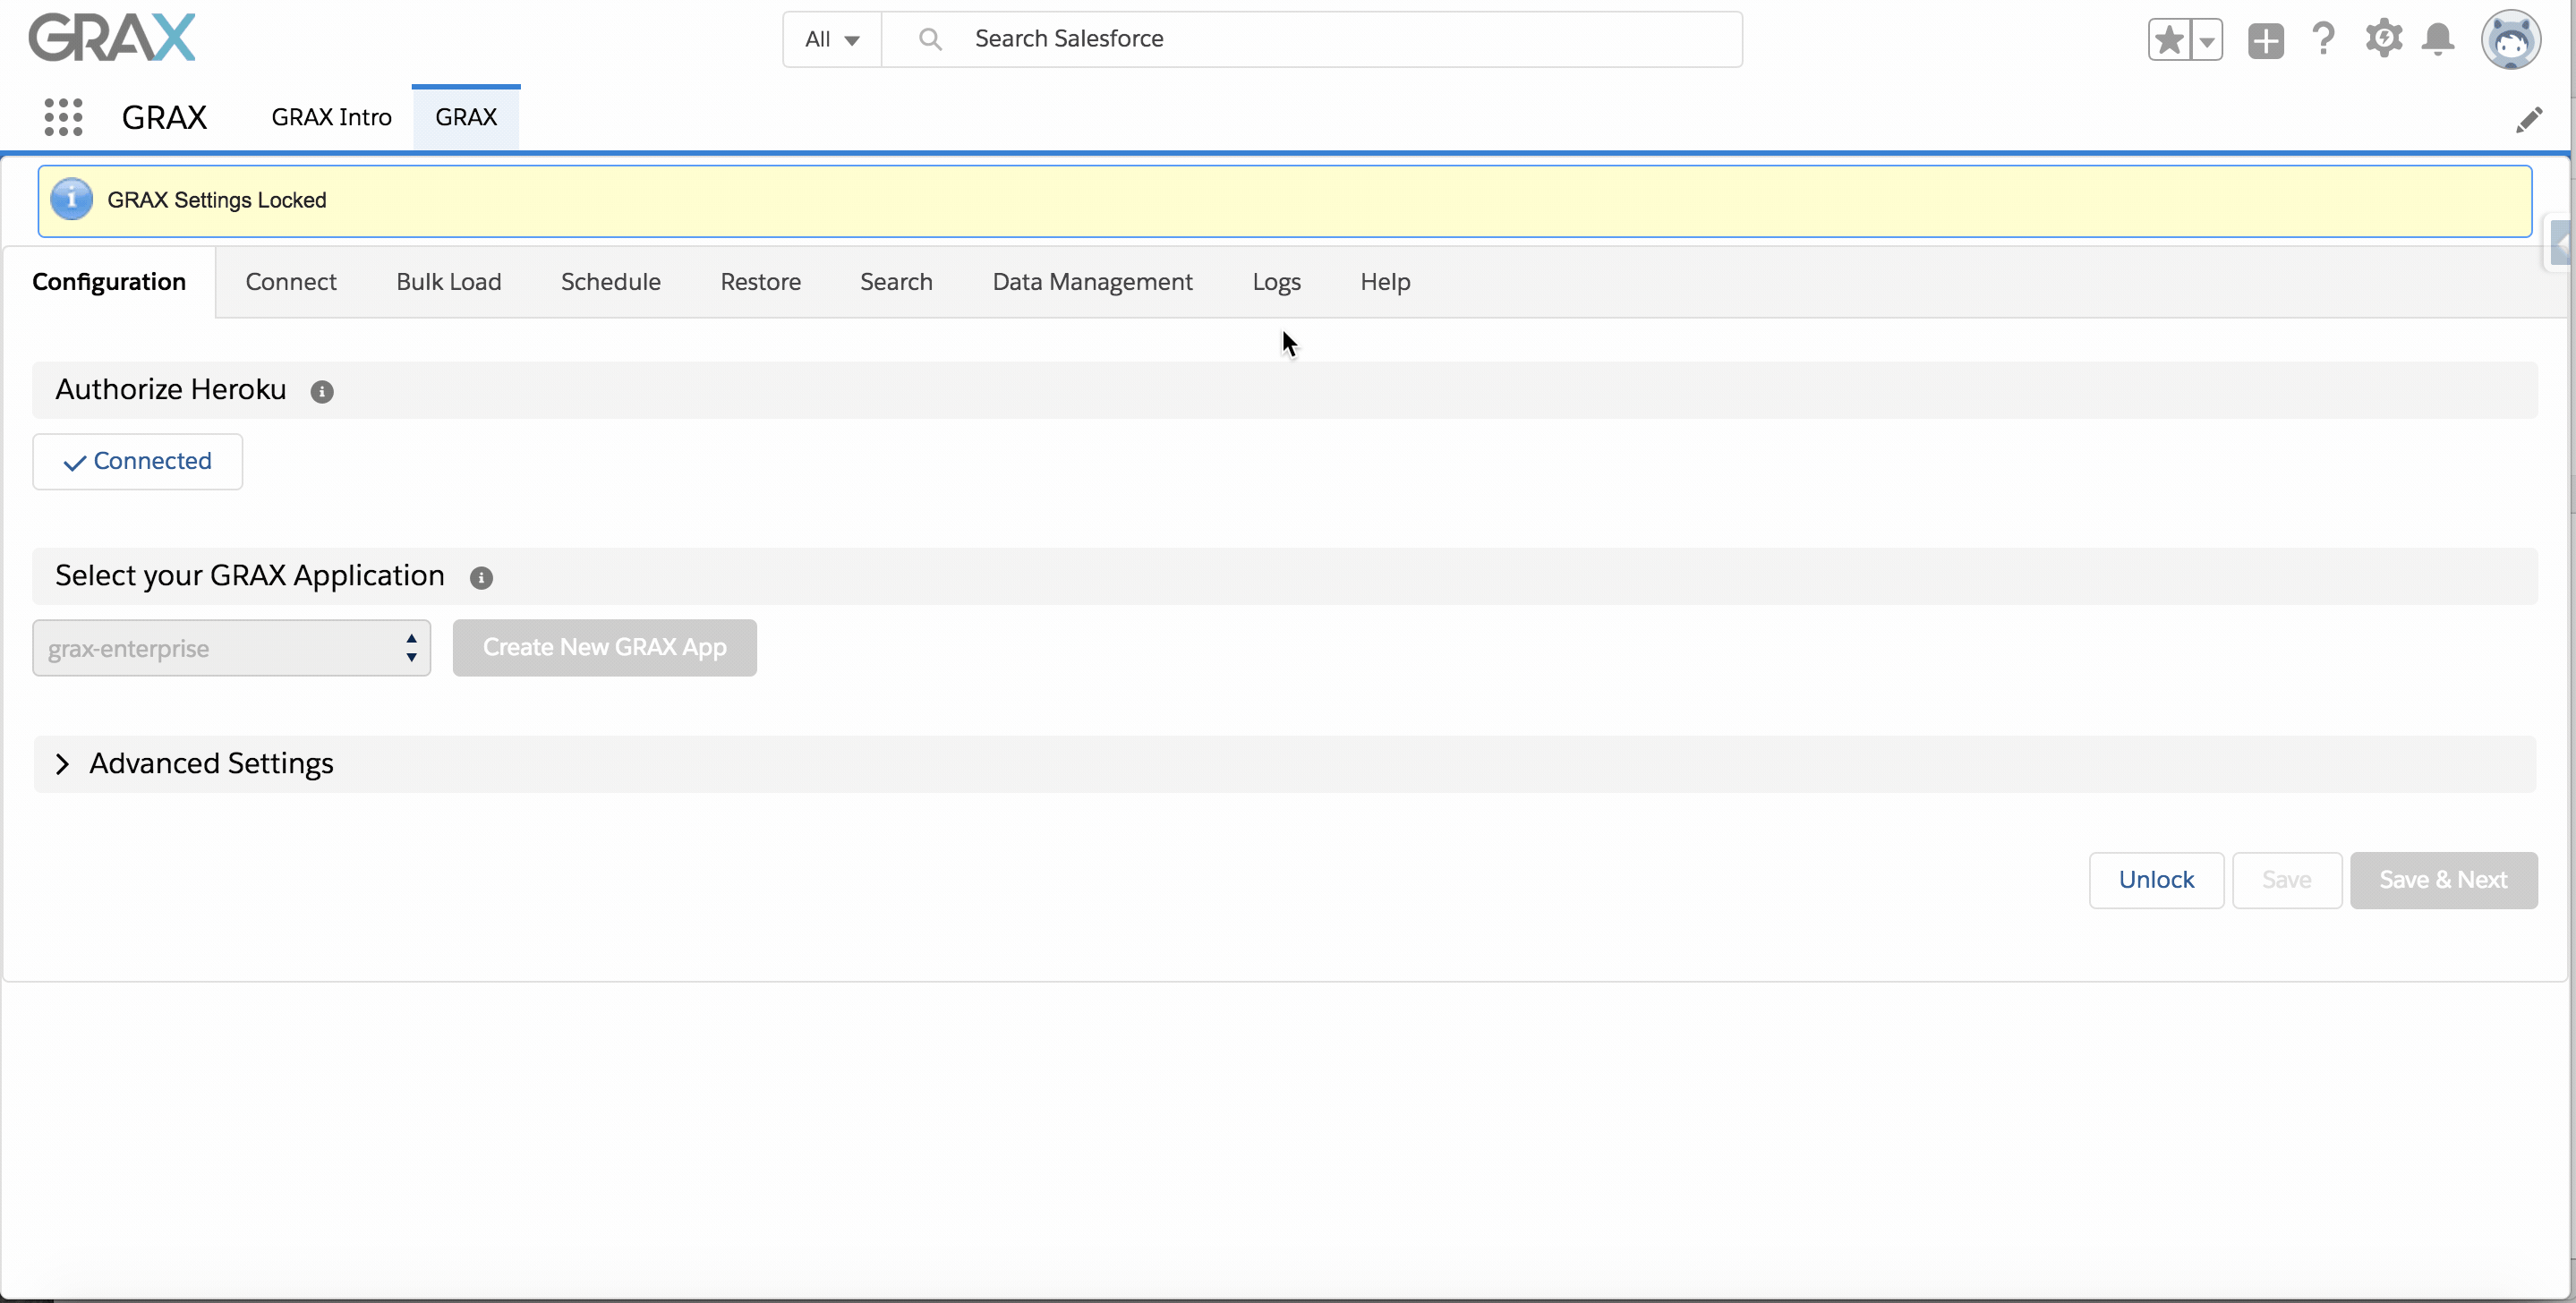 GRAX
All
Search Salesforce
GRAX
GRAX Intro
GRAX
GRAX Settings Locked
Configuration
Connect
Bulk Load
Schedule
Restore
Search
Data Management
Logs
Help
Authorize Heroku
Connected
Select your GRAX Application
grax-enterprise
Create New GRAX App
Advanced Settings
Unlock
Save
Save & Next